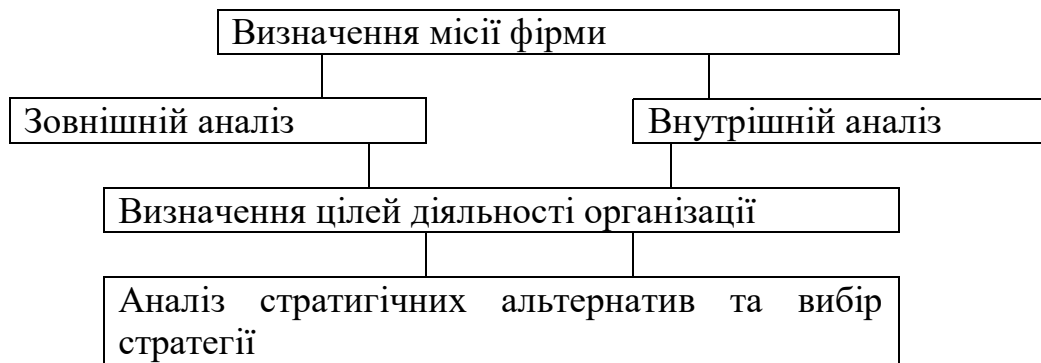 Визначення місії фірми
Зовнішній аналіз
Внутрішній аналіз
Визначення цілей діяльності організації
Аналіз стратигічних альтернатив та вибір
стратегії